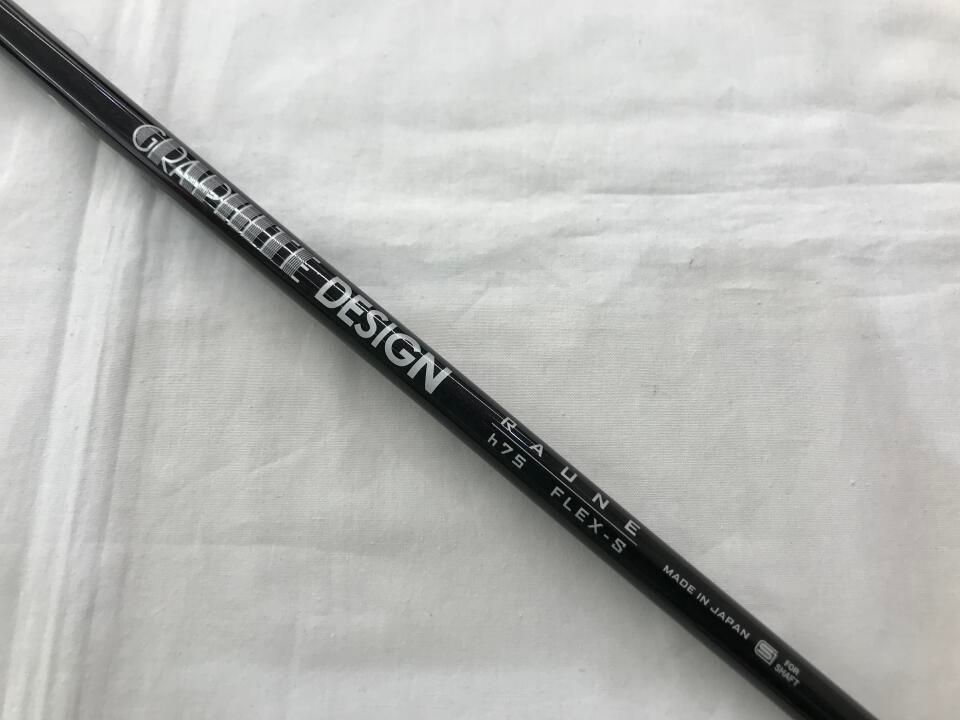 GRAPHITE DESIGN
RAUNE
h75 FLEX-S
MADE IN JAPAN
S
FOR
SHAFT